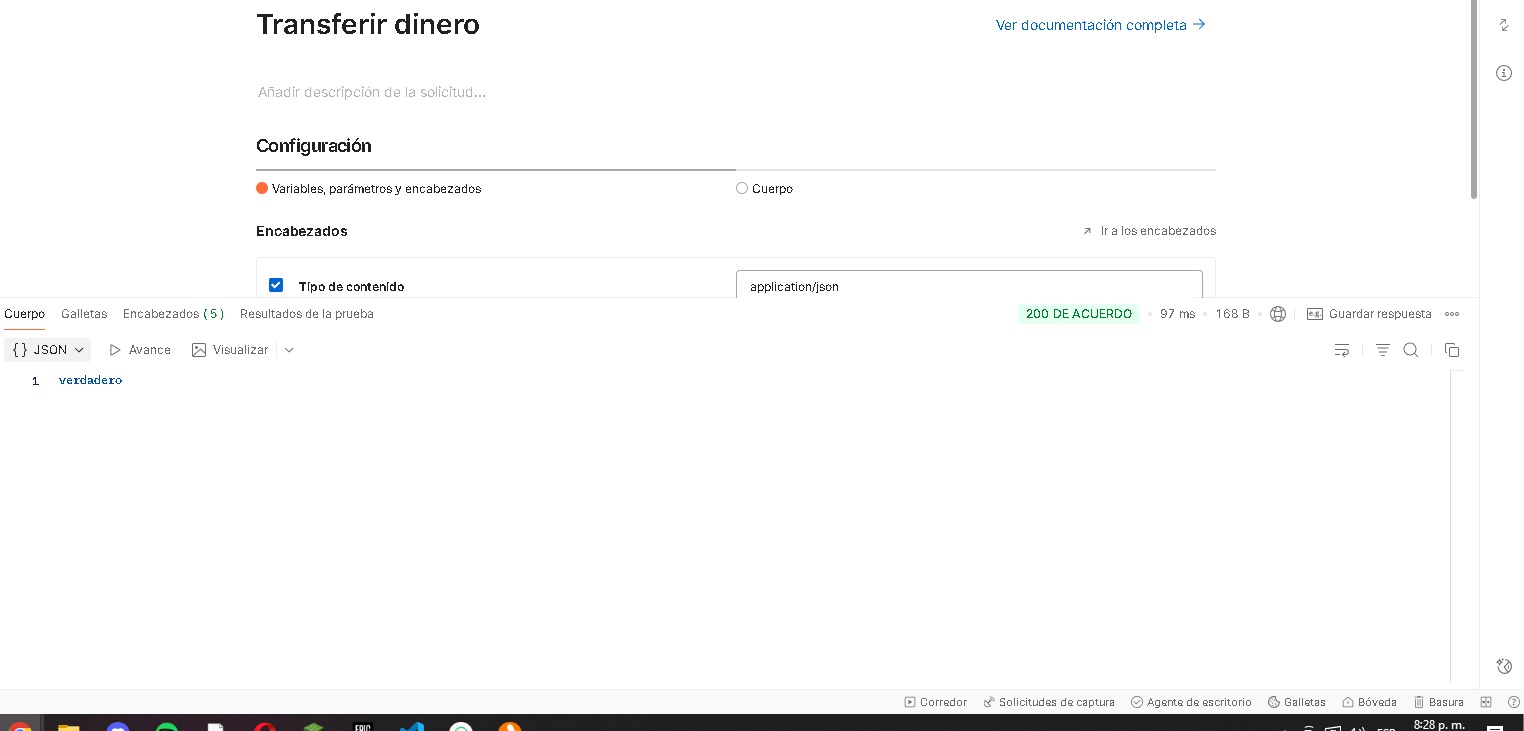 Transferir dinero
Ver documentación completa →
Añadir descripción de la solicitud...
Configuración
Variables, parámetros y encabezados
Cuerpo
Encabezados
Ir a los encabezados
Tipo de contenido
application/json
Cuerpo Galletas Encabezados (5) Resultados de la prueba
200 DE ACUERDO • 97 ms • 168 B
e.g. Guardar respuesta
{} JSON Avance Visualizar
1 verdadero
Corredor Solicitudes de captura Agente de escritorio Galletas Bóveda Basura
EPIC
8:28 p. m.